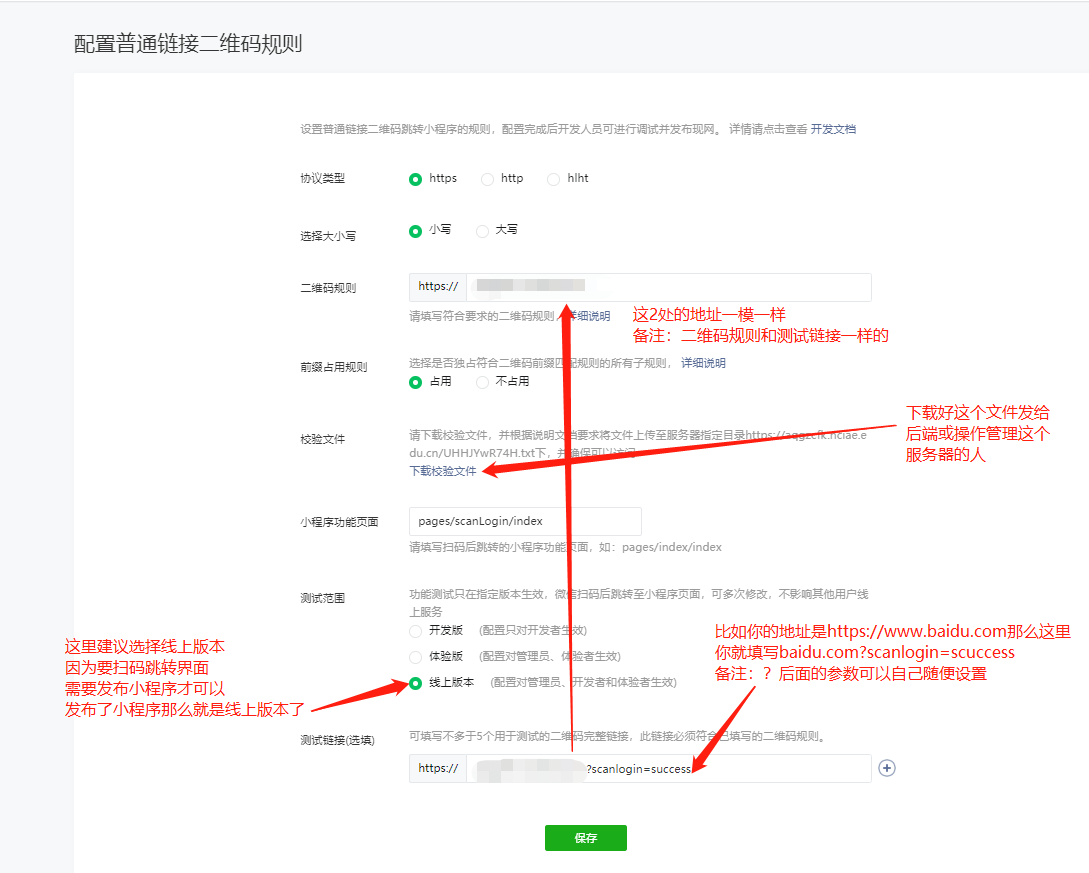 配置普通链接二维码规则
设置普通链接二维码跳转小程序的规则，配置完成后开发人员可进行调试并发布现网。 详情请点击查看 开发文档
协议类型 https http hlht
选择大小写 小写 大写
二维码规则 https://
请填写符合要求的二维码规则， 详细说明
这2处的地址一模一样
备注：二维码规则和测试链接一样的
前缀占用规则 选择是否独占符合二维码前缀匹配规则的所有子规则， 详细说明
占用 不占用
下载好这个文件发给
后端或操作管理这个
服务器的人
校验文件 请下载校验文件，并根据说明文档要求将文件上传至服务器指定目录https://zqgzcfk.nciae.e
du.cn/UHHJYwR74H.txt下，并确保可以访问
下载校验文件
小程序功能页面 pages/scanLogin/index
请填写扫码后跳转的小程序功能页面，如：pages/index/index
测试范围 功能测试只在指定版本生效，微信扫码后跳转至小程序页面，可多次修改，不影响其他用户线
上服务
开发版 (配置只对开发者生效)
体验版 (配置对管理员、体验者生效)
线上版本 (配置对管理员、开发者和体验者生效)
这里建议选择线上版本
因为要扫码跳转界面
需要发布小程序才可以
发布了小程序那么就是线上版本了
比如你的地址是https://www.baidu.com那么这里
你就填写baidu.com?scanlogin=scuccess
备注：？后面的参数可以自己随便设置
测试链接(选填) 可填写不多于5个用于测试的二维码完整链接，此链接必须符合已填写的二维码规则。
https:// ?scanlogin=success
保存